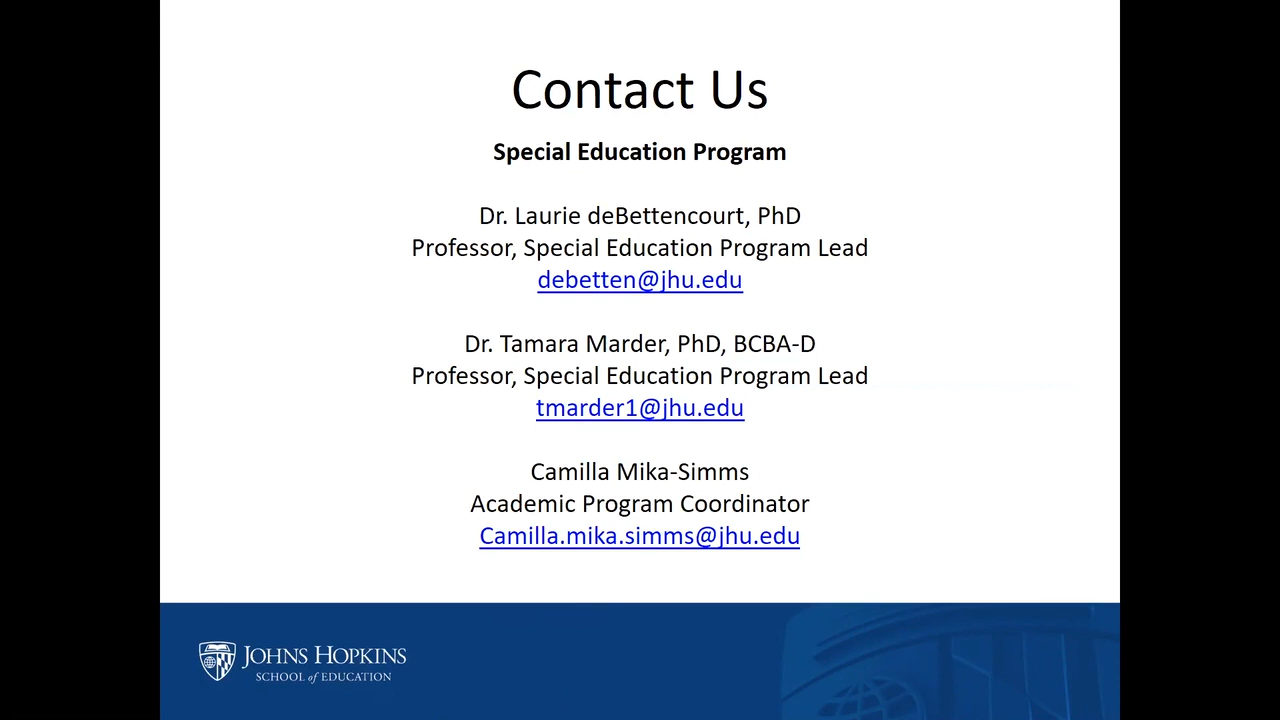 Contact Us
Special Education Program
Dr. Laurie deBettencourt, PhD
Professor, Special Education Program Lead
debetten@jhu.edu
Dr. Tamara Marder, PhD, BCBA-D
Professor, Special Education Program Lead
tmarder1@jhu.edu
Camilla Mika-Simms
Academic Program Coordinator
Camilla.mika.simms@jhu.edu
JOHNS HOPKINS
SCHOOL of EDUCATION